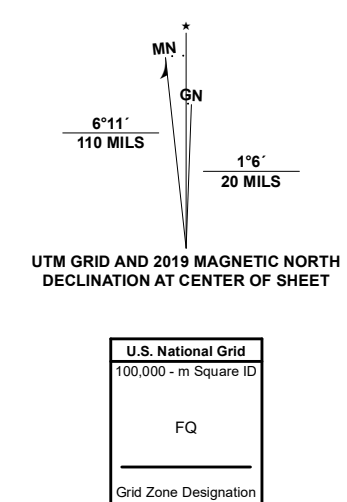 MN
GN
6°11´
110 MILS
1°6´
20 MILS
UTM GRID AND 2019 MAGNETIC NORTH
DECLINATION AT CENTER OF SHEET
U.S. National Grid
100,000 - m Square ID
FQ
Grid Zone Designation